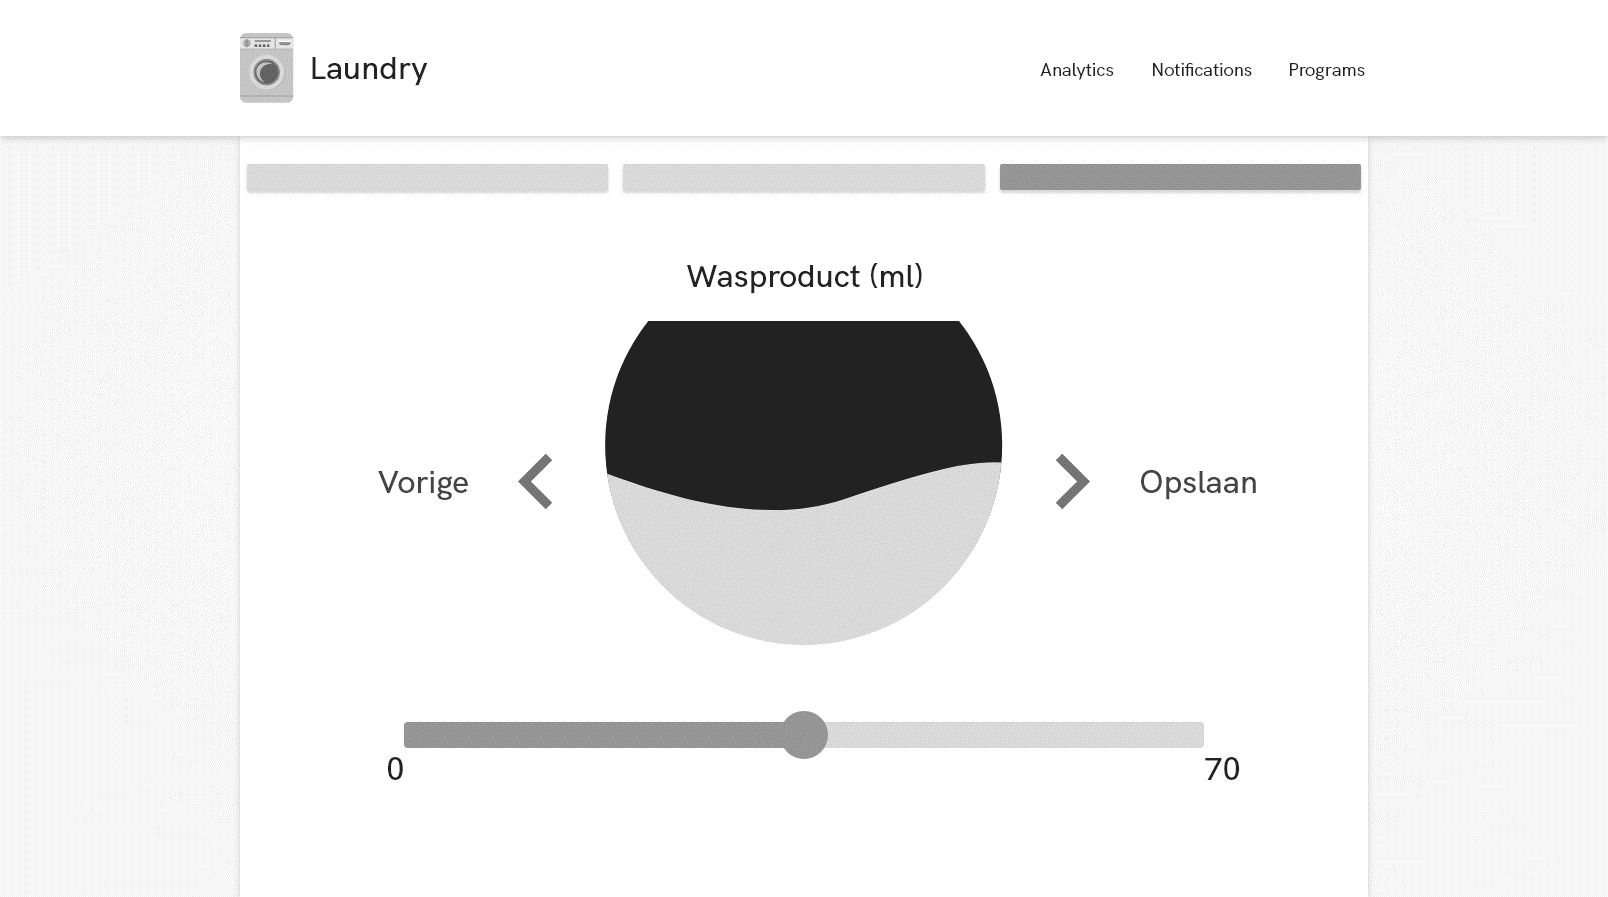 Laundry
Analytics
Notifications
Programs
Wasproduct (ml)
Vorige
Opslaan
0
70